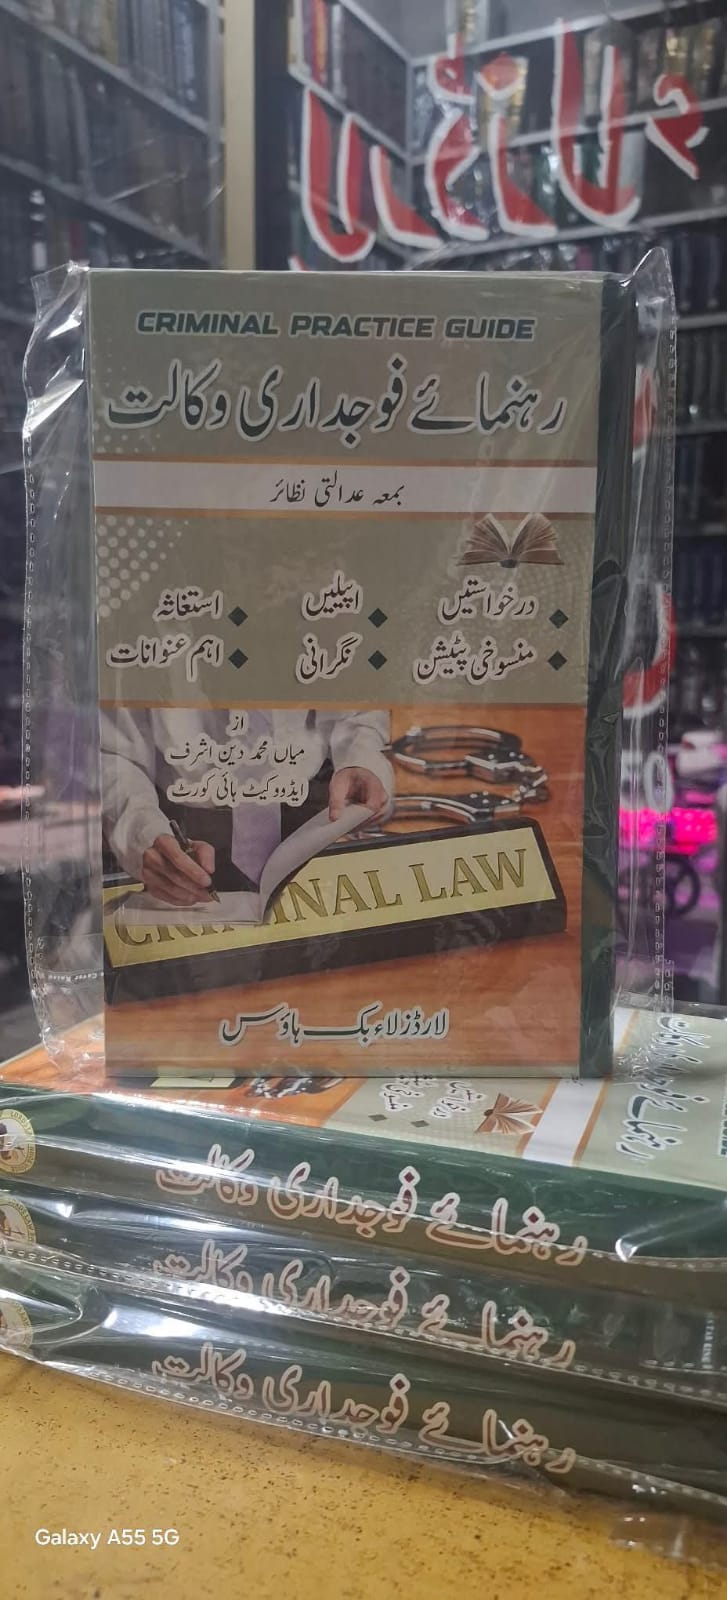 لارڈز لاء
CRIMINAL PRACTICE GUIDE
رہنمائے فوجداری وکالت
بمعہ عدالتی نظائر
درخواستیں
اپیلیں
استغاثہ
منسوخی پٹیشن
نگرانی
اہم عنوانات
از
میاں محمد دین اشرف
ایڈووکیٹ ہائی کورٹ
CRIMINAL LAW
لارڈز لاء بک ہاؤس
رہنمائے فوجداری وکالت
رہنمائے فوجداری وکالت
رہنمائے فوجداری وکالت
Galaxy A55 5G